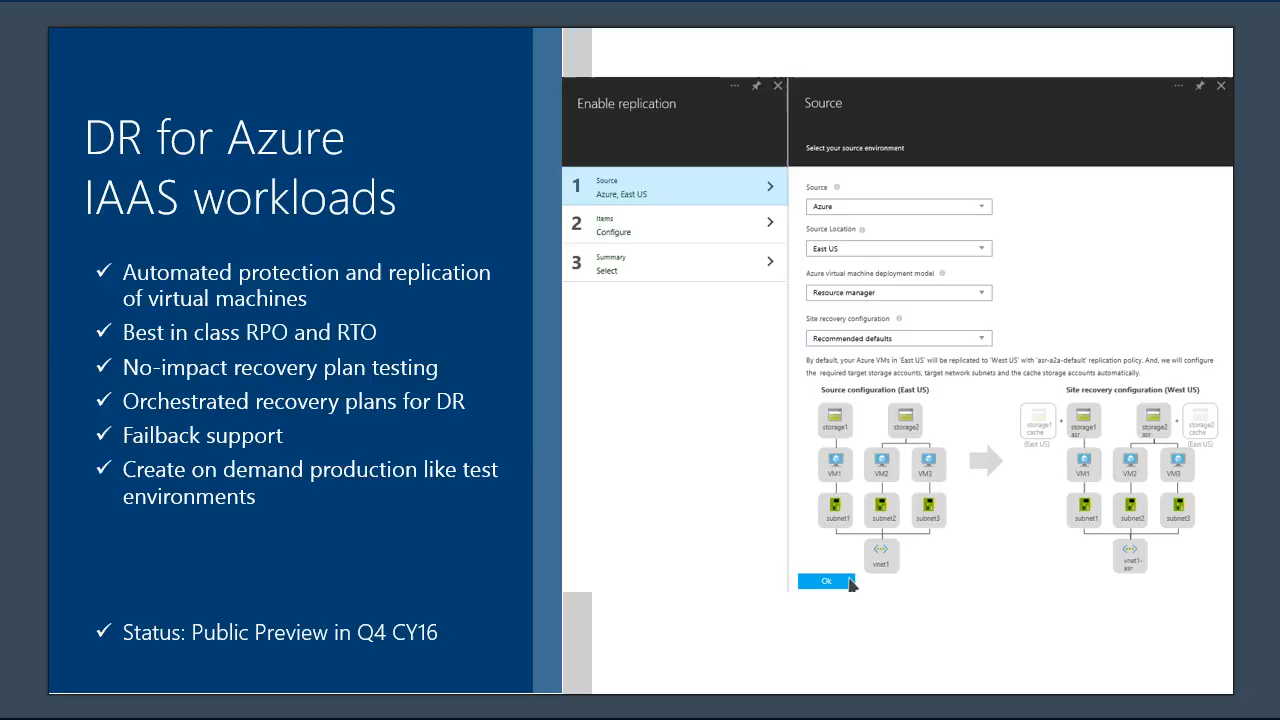 DR for Azure
IAAS workloads
✓ Automated protection and replication
of virtual machines
✓ Best in class RPO and RTO
✓ No-impact recovery plan testing
✓ Orchestrated recovery plans for DR
✓ Failback support
✓ Create on demand production like test
environments
✓ Status: Public Preview in Q4 CY16
Enable replication
1 Source
Azure, East US
2 Items
Configure
3 Summary
Select
Source
Select your source environment
Source
Azure
Source Location
East US
Azure virtual machine deployment model
Resource manager
Site recovery configuration
Recommended defaults
By default, your Azure VMs in 'East US' will be replicated to 'West US' with 'asr-a2a-default' replication policy. And, we will configure
the required target storage accounts, target network subnets and the cache storage accounts automatically.
Source configuration (East US)
storage1 storage2
VM1 VM2 VM3
subnet1 subnet2 subnet3
vnet1
Site recovery configuration (West US)
storage1
cache
(East US)
storage1
asr
storage2
asr
storage2
cache
(East US)
VM1 VM2 VM3
subnet1 subnet2 subnet3
vnet1-
asr
Ok